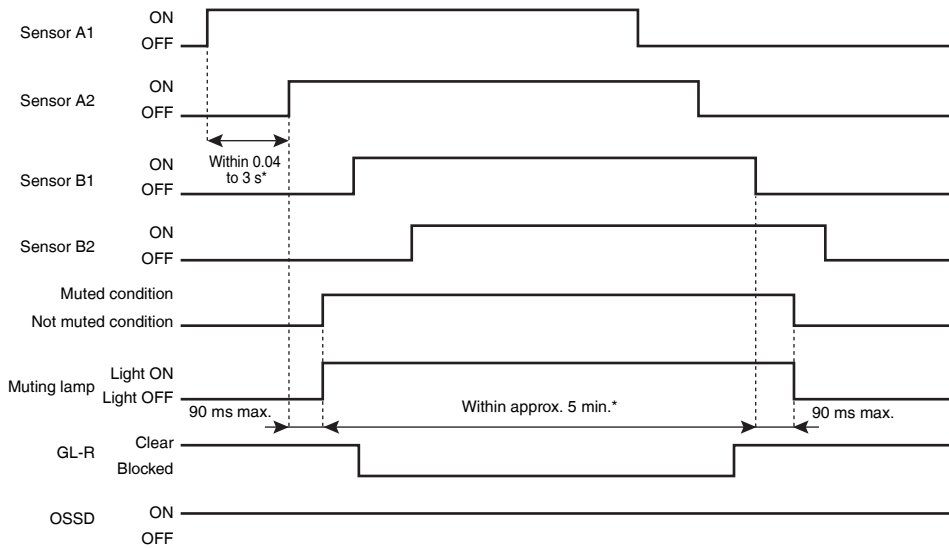 Sensor A1
ON
OFF
Sensor A2
ON
OFF
Within 0.04
to 3 s*
Sensor B1
ON
OFF
Sensor B2
ON
OFF
Muted condition
Not muted condition
Muting lamp
Light ON
Light OFF
90 ms max.
Within approx. 5 min.*
90 ms max.
GL-R
Clear
Blocked
OSSD
ON
OFF